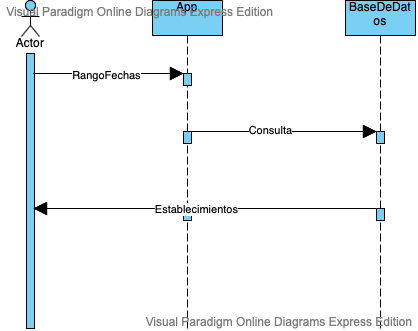 Visual Paradigm Online Diagrams Express Edition
App
BaseDeDat
os
Actor
RangoFechas
Consulta
Establecimientos
Visual Paradigm Online Diagrams Express Edition